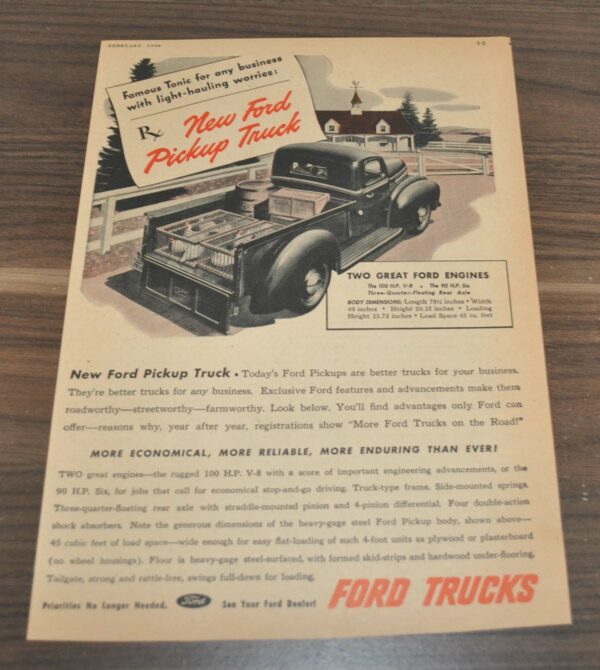 FEBRUARY, 1946
Famous Tonic for any business
with light-hauling worries:
Rx New Ford
Pickup Truck
TWO GREAT FORD ENGINES
The 100 H.P. V-8 • The 90 H.P. Six
Three-Quarter-Floating Rear Axle
BODY DIMENSIONS: Length 78⅛ inches • Width
49 inches • Height 20.22 inches • Loading
Height 23.72 inches • Load Space 45 cu. feet
New Ford Pickup Truck • Today's Ford Pickups are better trucks for your business.
They're better trucks for any business. Exclusive Ford features and advancements make them
roadworthy—streetworthy—farmworthy. Look below. You'll find advantages only Ford can
offer—reasons why, year after year, registrations show "More Ford Trucks on the Road!"
MORE ECONOMICAL, MORE RELIABLE, MORE ENDURING THAN EVER!
TWO great engines—the rugged 100 H.P. V-8 with a score of important engineering advancements, or the
90 H.P. Six, for jobs that call for economical stop-and-go driving. Truck-type frame. Side-mounted springs.
Three-quarter-floating rear axle with straddle-mounted pinion and 4-pinion differential. Four double-action
shock absorbers. Note the generous dimensions of the heavy-gage steel Ford Pickup body, shown above—
45 cubic feet of load space—wide enough for easy flat-loading of such 4-foot units as plywood or plasterboard
(no wheel housings). Floor is heavy-gage steel-surfaced, with formed skid-strips and hardwood under-flooring.
Tailgate, strong and rattle-free, swings full-down for loading.
Priorities No Longer Needed. Ford See Your Ford Dealer! FORD TRUCKS